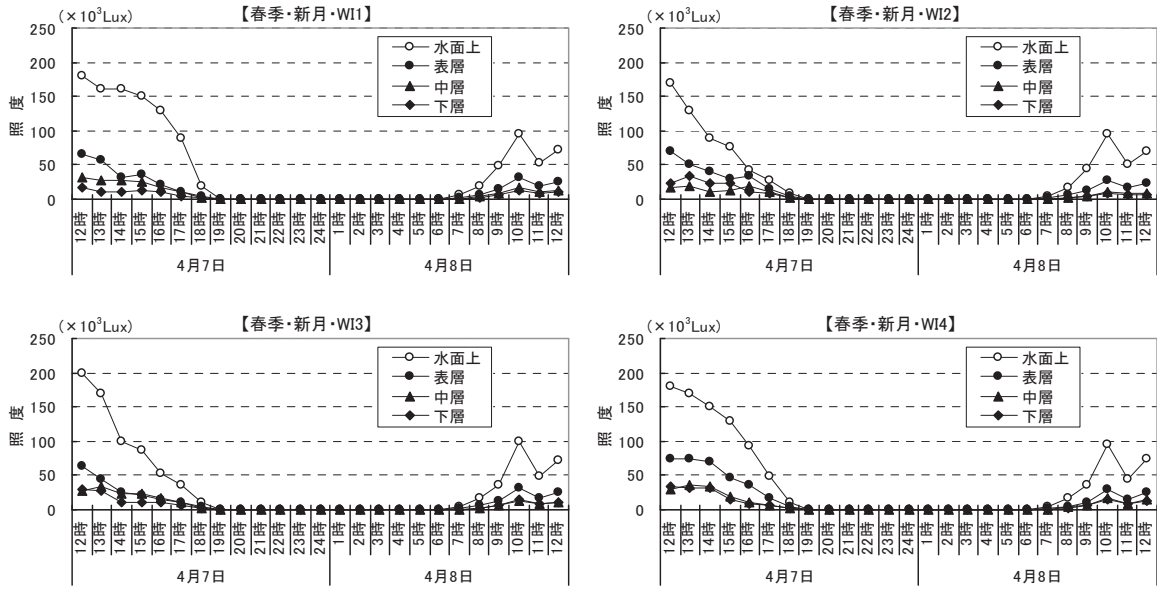 (×10³Lux) 【春季・新月・WI1】
250
200
150
100
50
0
照度
水面上
表層
中層
下層
12時 13時 14時 15時 16時 17時 18時 19時 20時 21時 22時 23時 24時 1時 2時 3時 4時 5時 6時 7時 8時 9時 10時 11時 12時
4月7日 4月8日
(×10³Lux) 【春季・新月・WI2】
250
200
150
100
50
0
照度
水面上
表層
中層
下層
12時 13時 14時 15時 16時 17時 18時 19時 20時 21時 22時 23時 24時 1時 2時 3時 4時 5時 6時 7時 8時 9時 10時 11時 12時
4月7日 4月8日
(×10³Lux) 【春季・新月・WI3】
250
200
150
100
50
0
照度
水面上
表層
中層
下層
12時 13時 14時 15時 16時 17時 18時 19時 20時 21時 22時 23時 24時 1時 2時 3時 4時 5時 6時 7時 8時 9時 10時 11時 12時
4月7日 4月8日
(×10³Lux) 【春季・新月・WI4】
250
200
150
100
50
0
照度
水面上
表層
中層
下層
12時 13時 14時 15時 16時 17時 18時 19時 20時 21時 22時 23時 24時 1時 2時 3時 4時 5時 6時 7時 8時 9時 10時 11時 12時
4月7日 4月8日